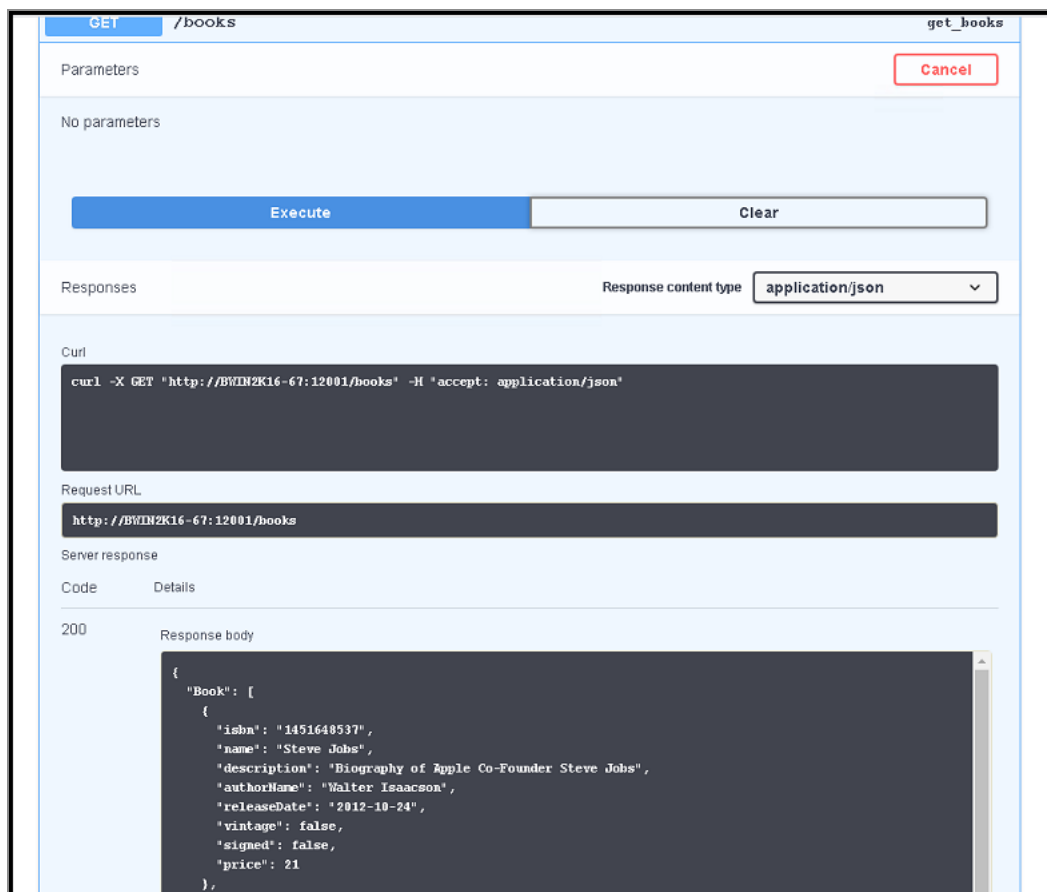 GET /books get_books
Parameters Cancel
No parameters
Execute Clear
Responses Response content type application/json
Curl
curl -X GET "http://BWIN2K16-67:12001/books" -H "accept: application/json"
Request URL
http://BWIN2K16-67:12001/books
Server response
Code Details
200 Response body
{
"Book": [
{
"isbn": "1451648537",
"name": "Steve Jobs",
"description": "Biography of Apple Co-Founder Steve Jobs",
"authorName": "Walter Isaacson",
"releaseDate": "2012-10-24",
"vintage": false,
"signed": false,
"price": 21
},